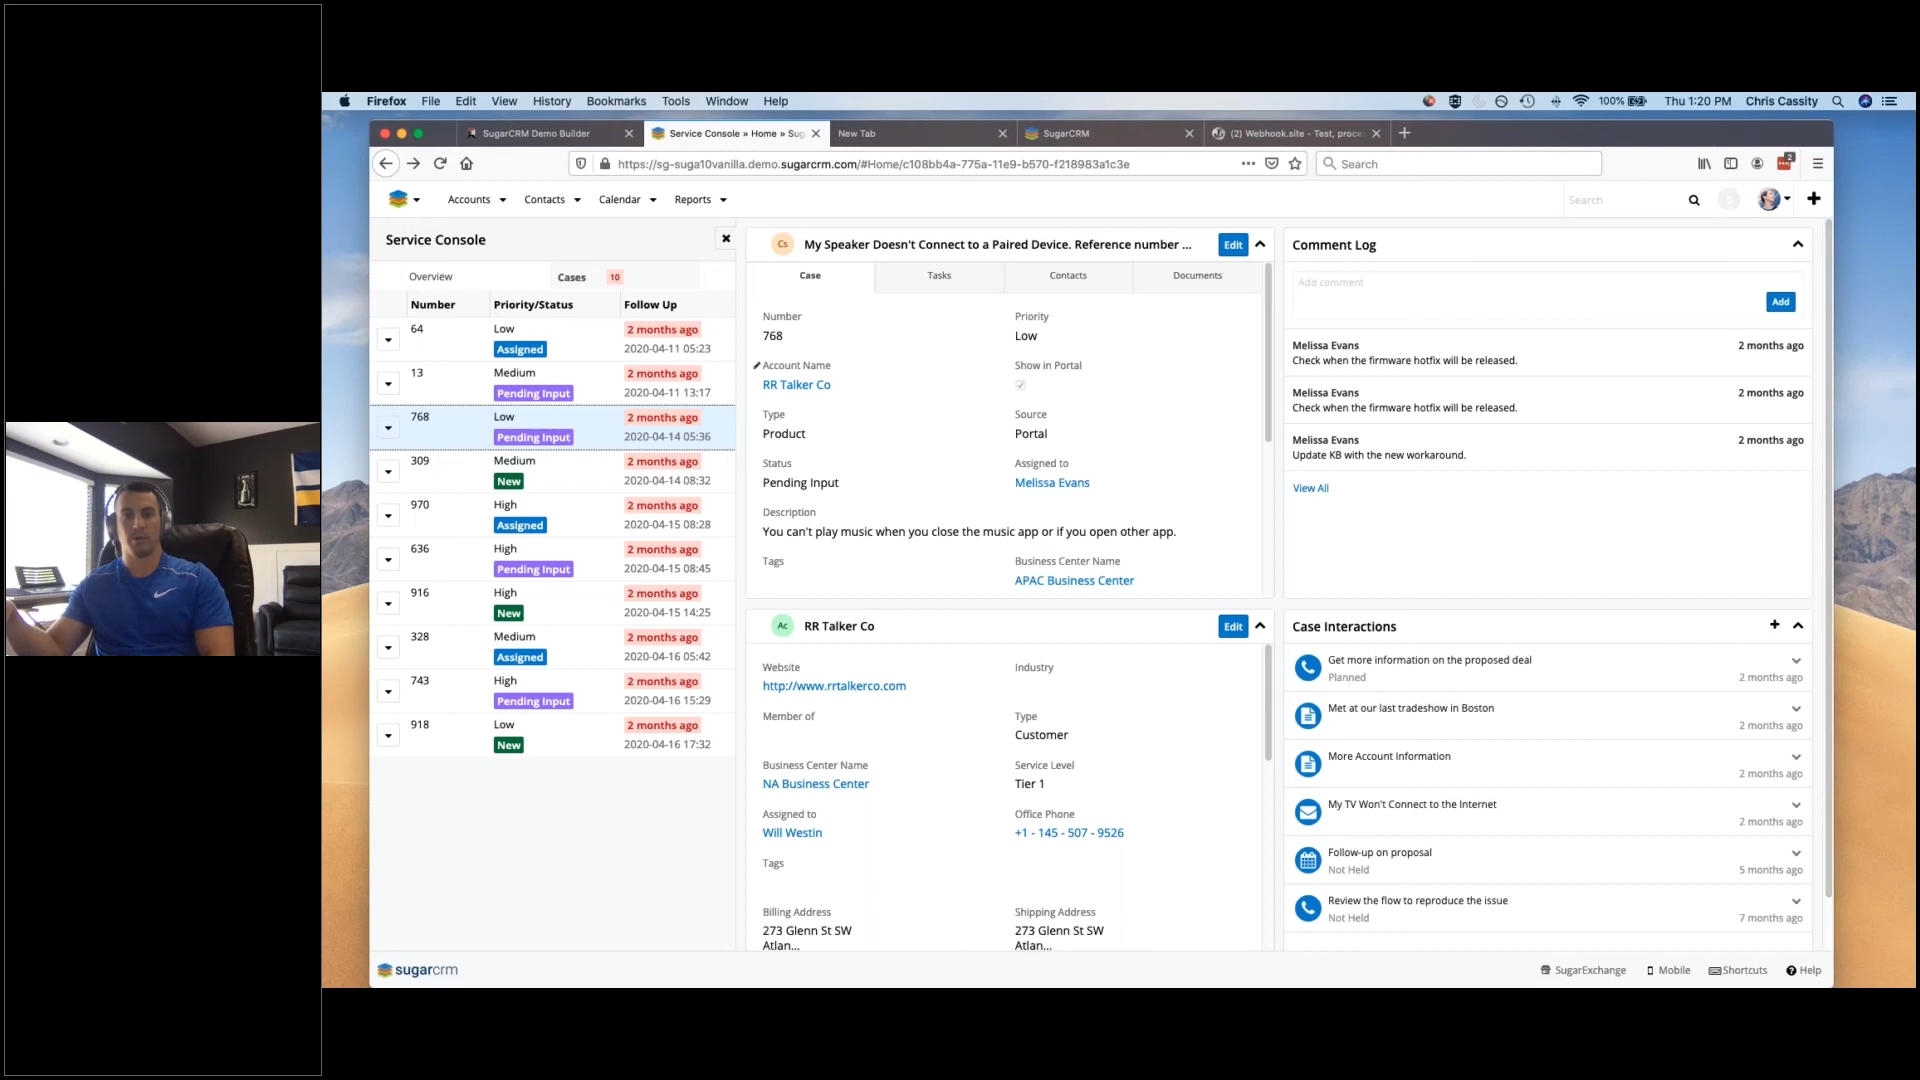 Firefox File Edit View History Bookmarks Tools Window Help
100% Thu 1:20 PM Chris Cassity
SugarCRM Demo Builder
Service Console » Home » Sug
New Tab
SugarCRM
(2) Webhook.site - Test, proce
https://sg-suga10vanilla.demo.sugarcrm.com/#Home/c108bb4a-775a-11e9-b570-f218983a1c3e
Search
2
Accounts Contacts Calendar Reports
Search
Service Console
Overview
Cases 10
Number Priority/Status Follow Up
64 Low 2 months ago
Assigned 2020-04-11 05:23
13 Medium 2 months ago
Pending Input 2020-04-11 13:17
768 Low 2 months ago
Pending Input 2020-04-14 05:36
309 Medium 2 months ago
New 2020-04-14 08:32
970 High 2 months ago
Assigned 2020-04-15 08:28
636 High 2 months ago
Pending Input 2020-04-15 08:45
916 High 2 months ago
New 2020-04-15 14:25
328 Medium 2 months ago
Assigned 2020-04-16 05:42
743 High 2 months ago
Pending Input 2020-04-16 15:29
918 Low 2 months ago
New 2020-04-16 17:32
Cs My Speaker Doesn't Connect to a Paired Device. Reference number ... Edit
Case Tasks Contacts Documents
Number Priority
768 Low
Account Name Show in Portal
RR Talker Co
Type Source
Product Portal
Status Assigned to
Pending Input Melissa Evans
Description
You can't play music when you close the music app or if you open other app.
Tags Business Center Name
APAC Business Center
Ac RR Talker Co Edit
Website Industry
http://www.rrtalkerco.com
Member of Type
Customer
Business Center Name Service Level
NA Business Center Tier 1
Assigned to Office Phone
Will Westin +1 - 145 - 507 - 9526
Tags
Billing Address Shipping Address
273 Glenn St SW 273 Glenn St SW
Atlan... Atlan...
Comment Log
Add comment
Add
Melissa Evans 2 months ago
Check when the firmware hotfix will be released.
Melissa Evans 2 months ago
Check when the firmware hotfix will be released.
Melissa Evans 2 months ago
Update KB with the new workaround.
View All
Case Interactions
Get more information on the proposed deal
Planned 2 months ago
Met at our last tradeshow in Boston
2 months ago
More Account Information
2 months ago
My TV Won't Connect to the Internet
2 months ago
Follow-up on proposal
Not Held 5 months ago
Review the flow to reproduce the issue
Not Held 7 months ago
sugarcrm
SugarExchange Mobile Shortcuts Help